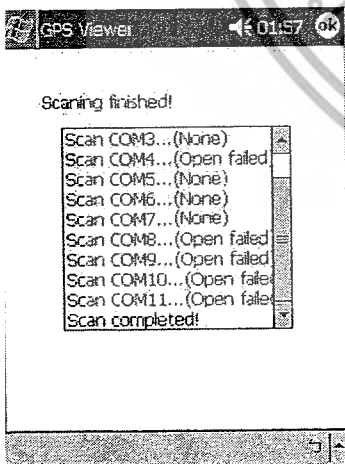 GPS Viewer 01:57 ok
Scaning finished!
Scan COM3...(None)
Scan COM4...(Open failed
Scan COM5...(None)
Scan COM6...(None)
Scan COM7...(None)
Scan COM8...(Open failed
Scan COM9...(Open failed
Scan COM10...(Open faile
Scan COM11...(Open faile
Scan completed!